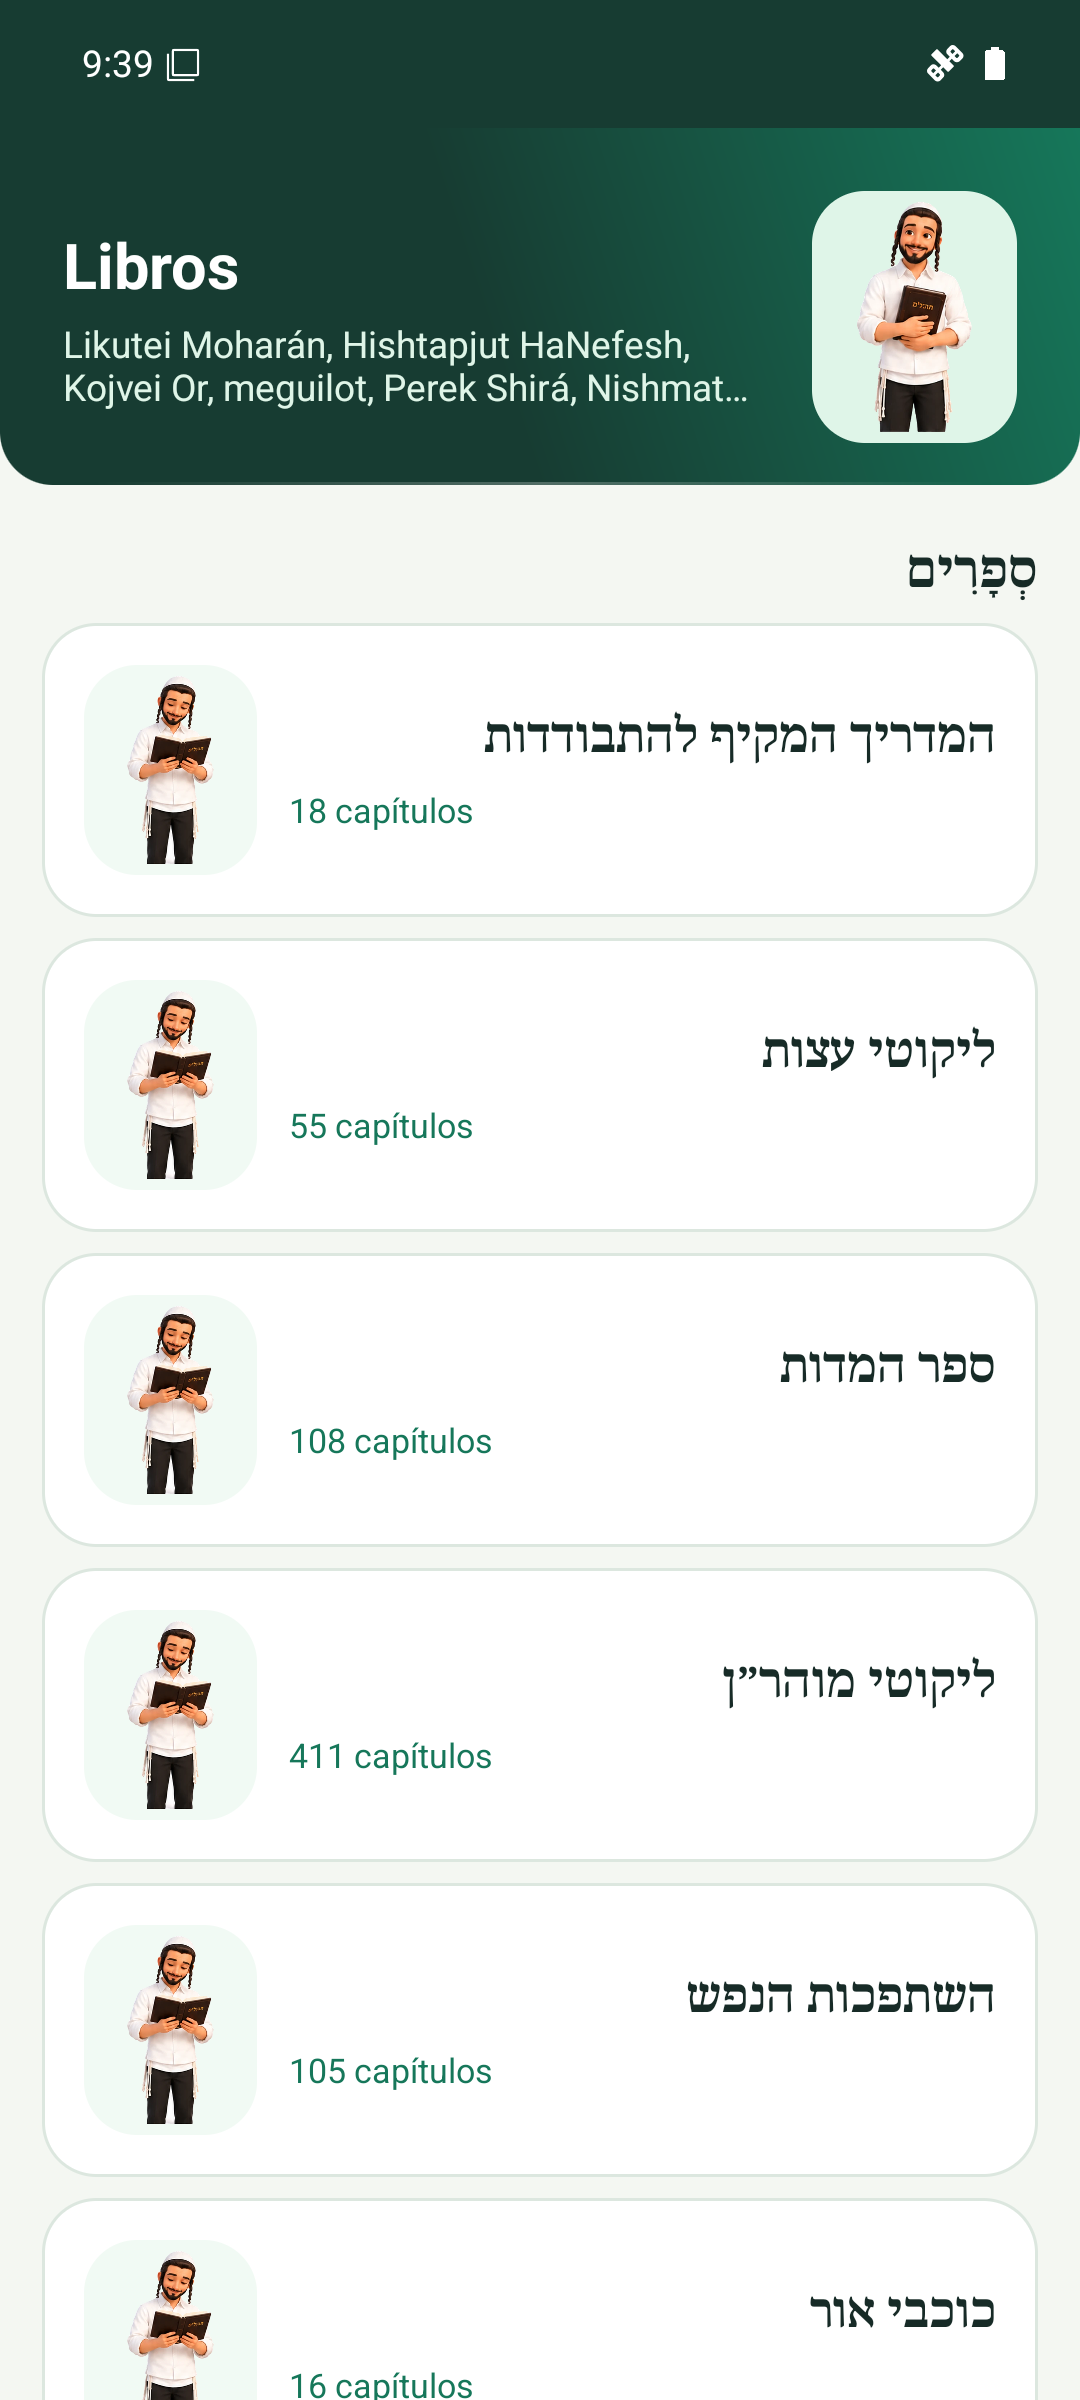 9:39
Libros
Likutei Moharán, Hishtapjut HaNefesh,
Kojvei Or, meguilot, Perek Shirá, Nishmat...
סְפָרִים
המדריך המקיף להתבודדות
18 capítulos
ליקוטי עצות
55 capítulos
ספר המדות
108 capítulos
ליקוטי מוהר״ן
411 capítulos
השתפכות הנפש
105 capítulos
כוכבי אור
16 capítulos